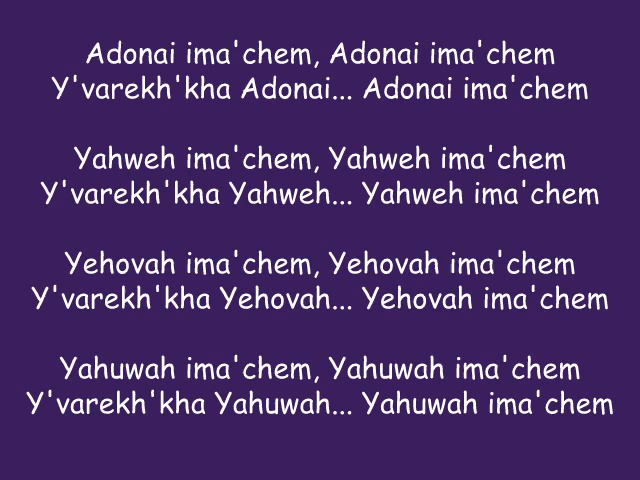 Adonai ima'chem, Adonai ima'chem
Y'varekh'kha Adonai... Adonai ima'chem
Yahweh ima'chem, Yahweh ima'chem
Y'varekh'kha Yahweh... Yahweh ima'chem
Yehovah ima'chem, Yehovah ima'chem
Y'varekh'kha Yehovah... Yehovah ima'chem
Yahuwah ima'chem, Yahuwah ima'chem
Y'varekh'kha Yahuwah... Yahuwah ima'chem